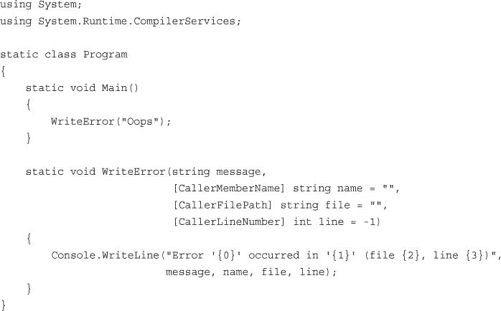 using System;
using System.Runtime.CompilerServices;

static class Program
{
    static void Main()
    {
        WriteError("Oops");
    }

    static void WriteError(string message,
                           [CallerMemberName] string name = "",
                           [CallerFilePath] string file = "",
                           [CallerLineNumber] int line = -1)
    {
        Console.WriteLine("Error '{0}' occurred in '{1}' (file {2}, line {3})",
                          message, name, file, line);
    }
}